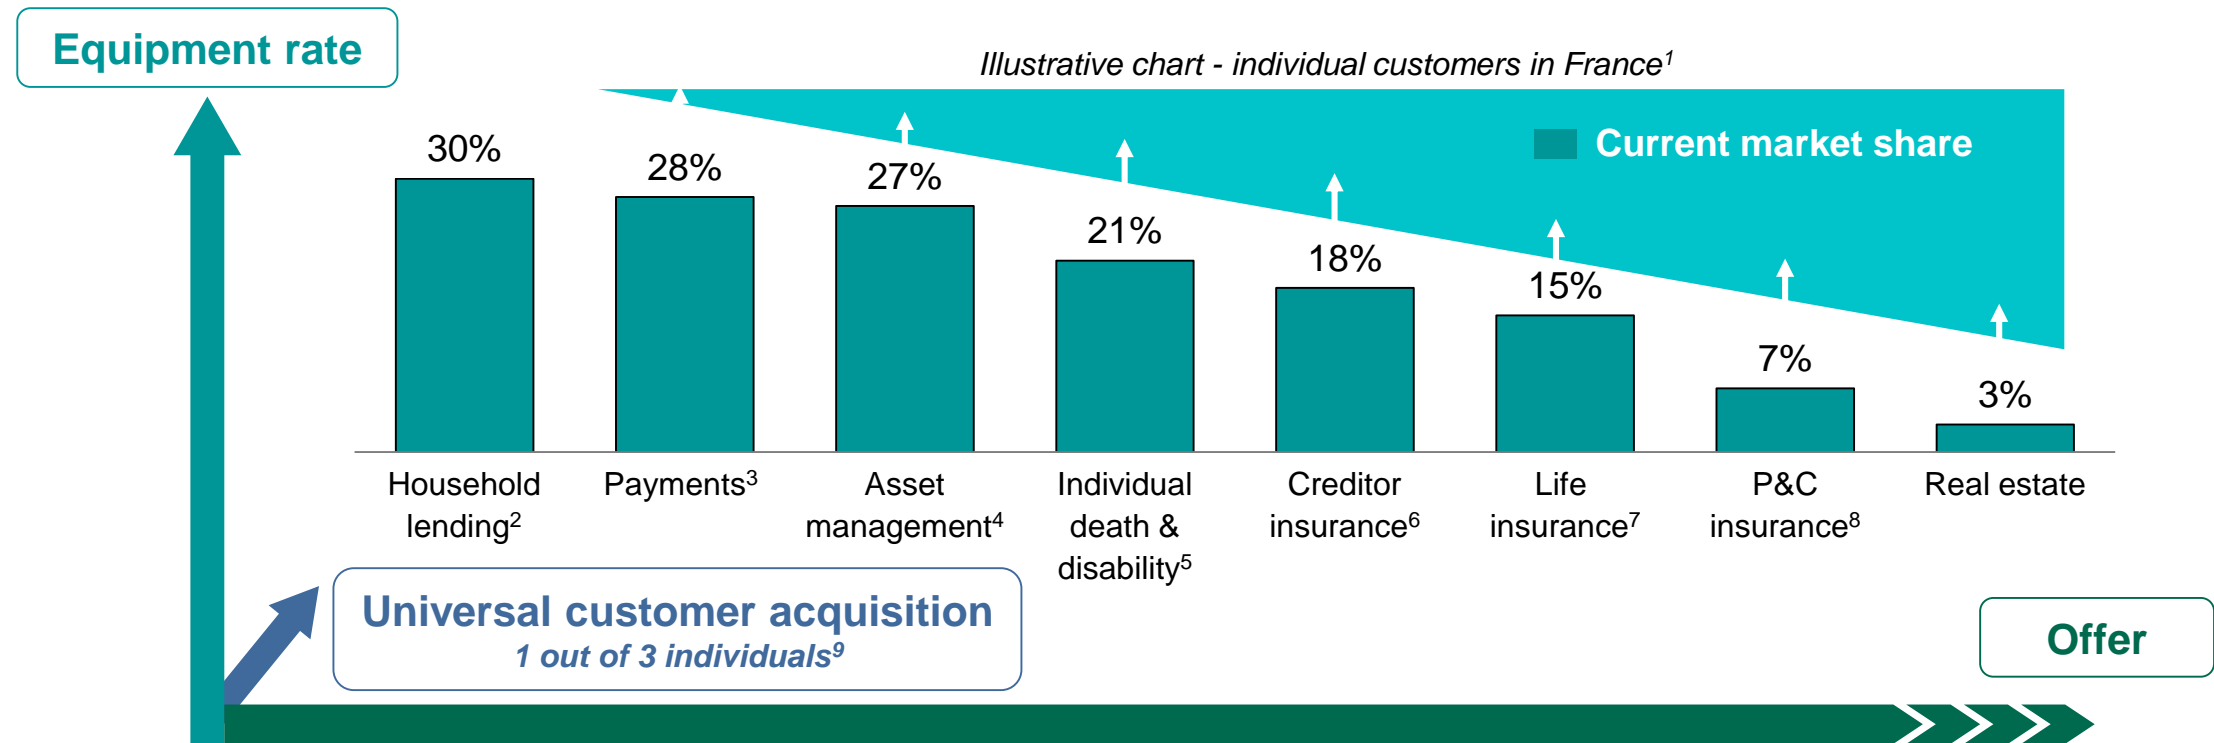 Equipment rate
Illustrative chart - individual customers in France¹
Current market share
30%
28%
27%
21%
18%
15%
7%
3%
Household
lending²
Payments³
Asset
management⁴
Individual
death &
disability⁵
Creditor
insurance⁶
Life
insurance⁷
P&C
insurance⁸
Real estate
Universal customer acquisition
1 out of 3 individuals⁹
Offer